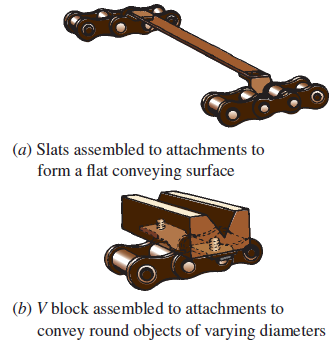 (a) Slats assembled to attachments to
form a flat conveying surface
(b) V block assembled to attachments to
convey round objects of varying diameters